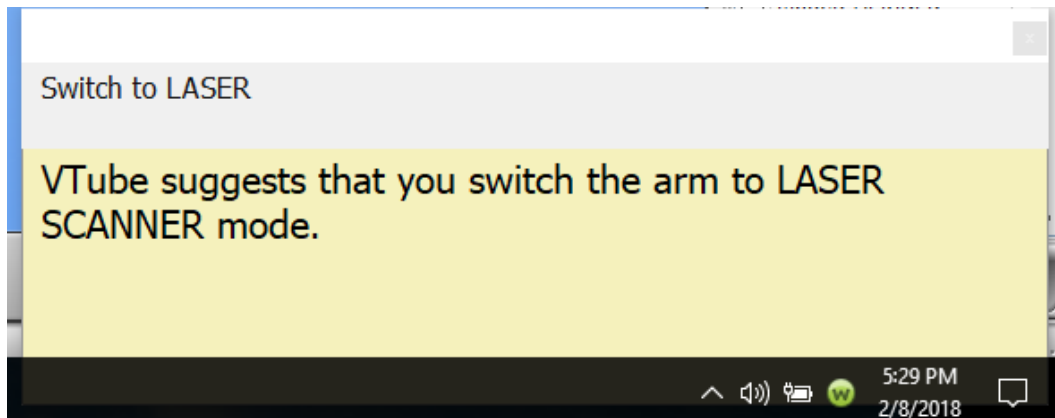 Switch to LASER
VTube suggests that you switch the arm to LASER
SCANNER mode.
5:29 PM
2/8/2018